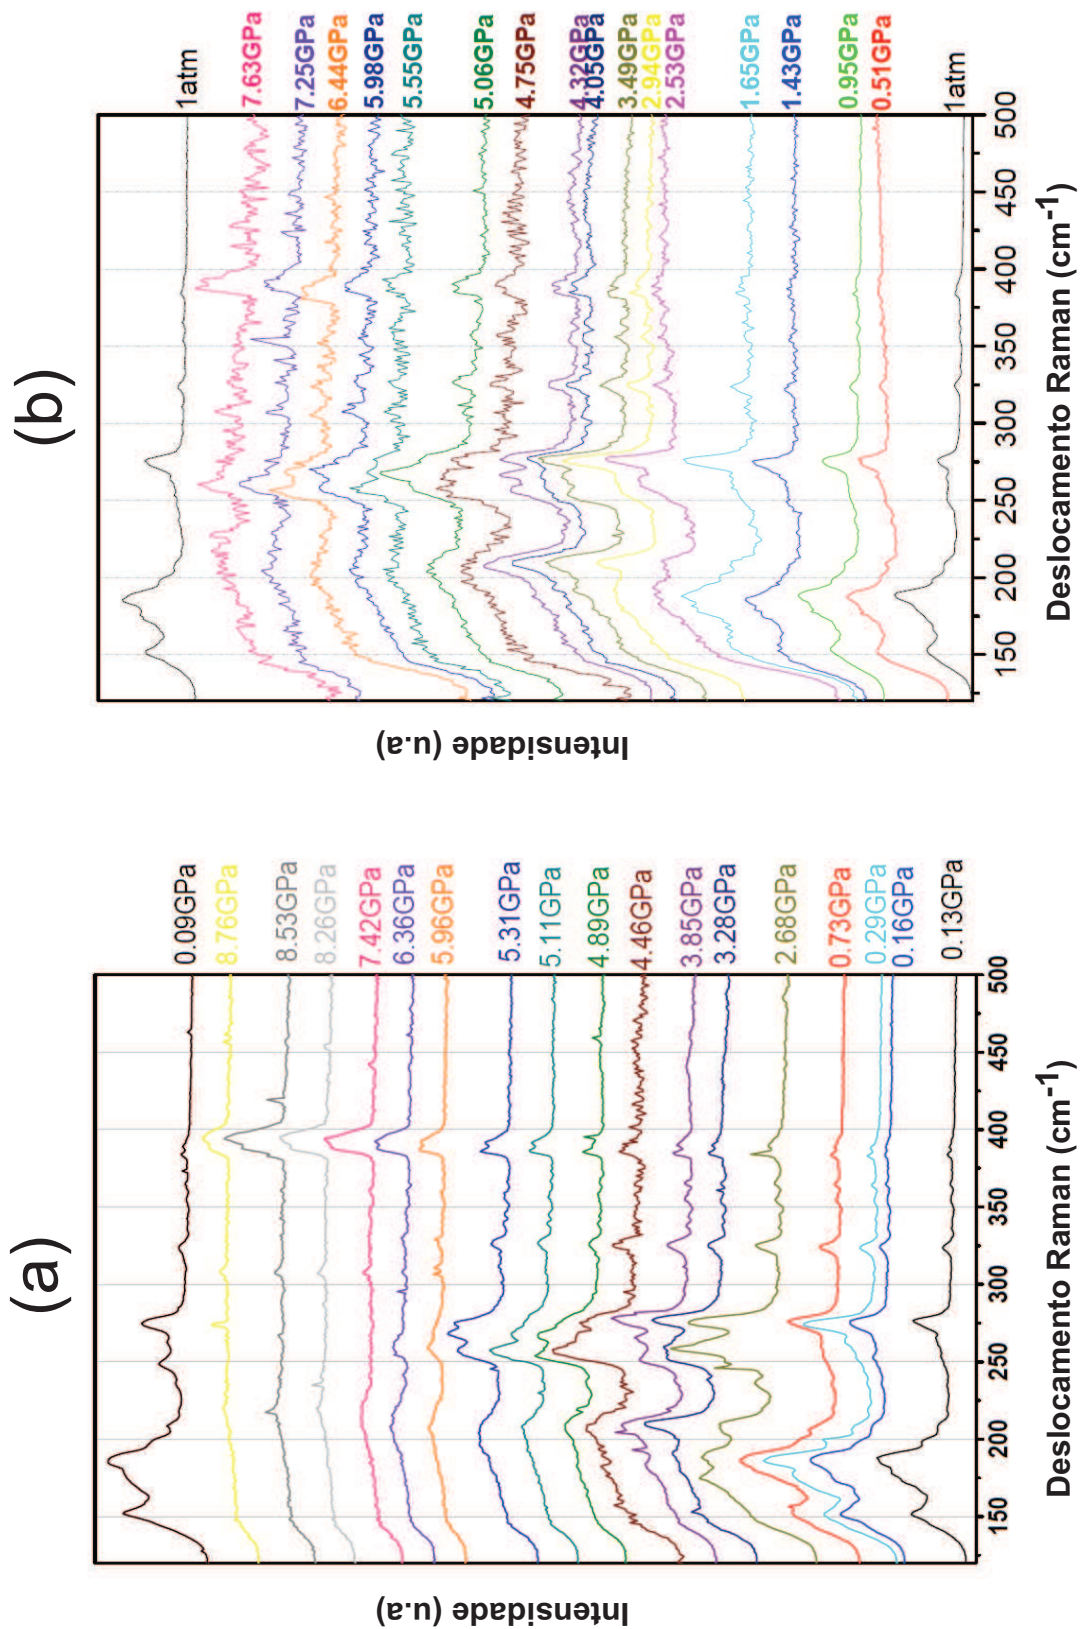 (a)
0.09GPa
8.76GPa
8.53GPa
8.26GPa
7.42GPa
6.36GPa
5.96GPa
5.31GPa
5.11GPa
4.89GPa
4.46GPa
3.85GPa
3.28GPa
2.68GPa
0.73GPa
0.29GPa
0.16GPa
0.13GPa
150 200 250 300 350 400 450 500
Deslocamento Raman (cm-1)
Intensidade (u.a)
(b)
1atm
7.63GPa
7.25GPa
6.44GPa
5.98GPa
5.55GPa
5.06GPa
4.75GPa
4.32GPa
4.05GPa
3.49GPa
2.94GPa
2.53GPa
1.65GPa
1.43GPa
0.95GPa
0.51GPa
1atm
150 200 250 300 350 400 450 500
Deslocamento Raman (cm-1)
Intensidade (u.a)